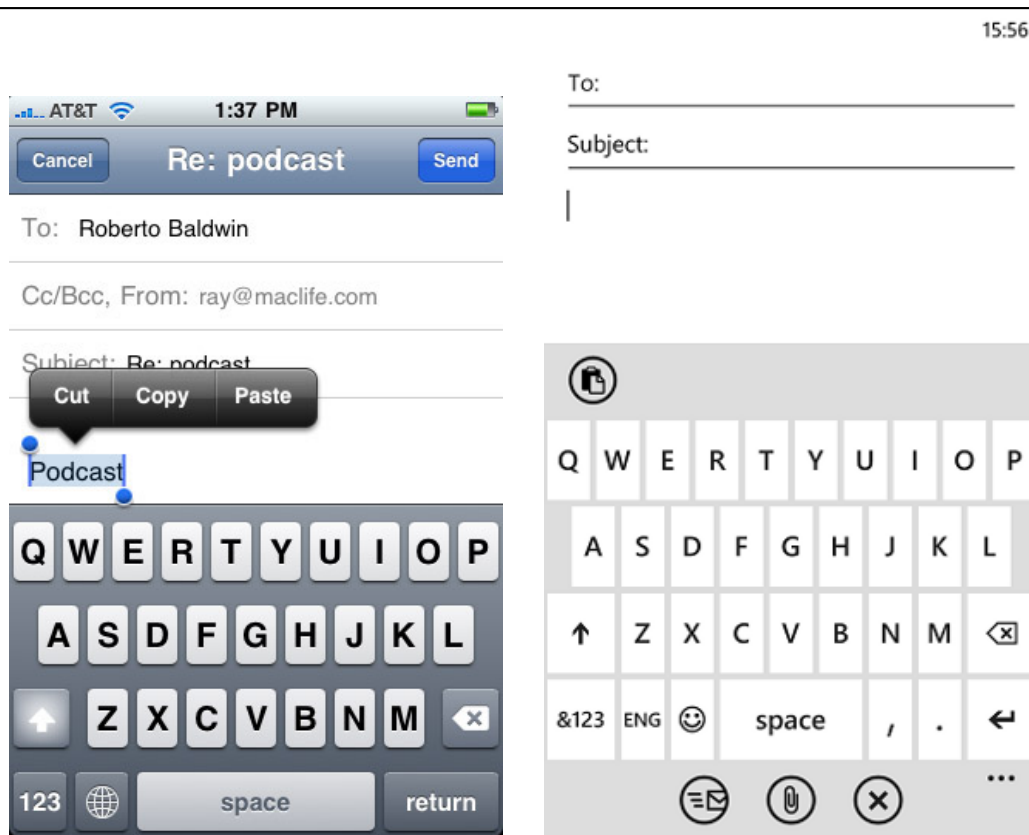 AT&T 1:37 PM
Cancel Re: podcast Send
To: Roberto Baldwin
Cc/Bcc, From: ray@maclife.com
Subject: Re: podcast
Cut Copy Paste
Podcast
Q W E R T Y U I O P
A S D F G H J K L
Z X C V B N M
123 space return
15:56
To:
Subject:
Q W E R T Y U I O P
A S D F G H J K L
Z X C V B N M
&123 ENG space , .